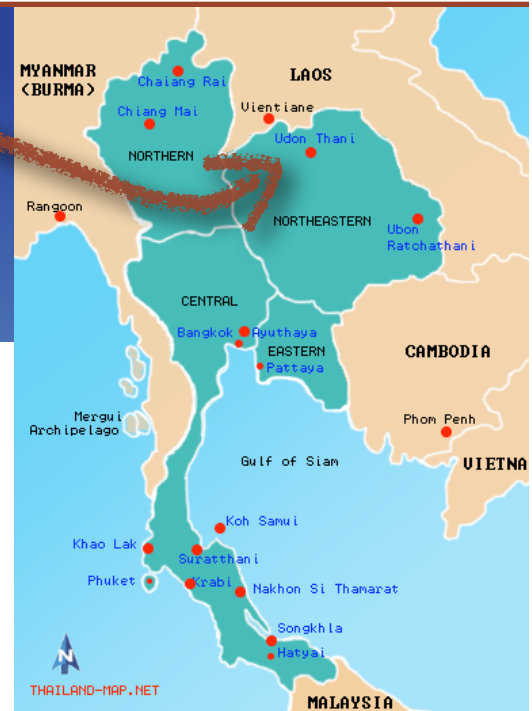 MYANMAR
(BURMA)
LAOS
Chaiang Rai
Chiang Mai
Vientiane
Udon Thani
NORTHERN
Rangoon
NORTHEASTERN
Ubon
Ratchathani
CENTRAL
Bangkok
Ayuthaya
EASTERN
Pattaya
CAMBODIA
Mergui
Archipelago
Phom Penh
Gulf of Siam
VIETNA
Koh Samui
Khao Lak
Suratthani
Phuket
Krabi
Nakhon Si Thamarat
Songkhla
Hatyai
N
THAILAND-MAP.NET
MALAYSIA